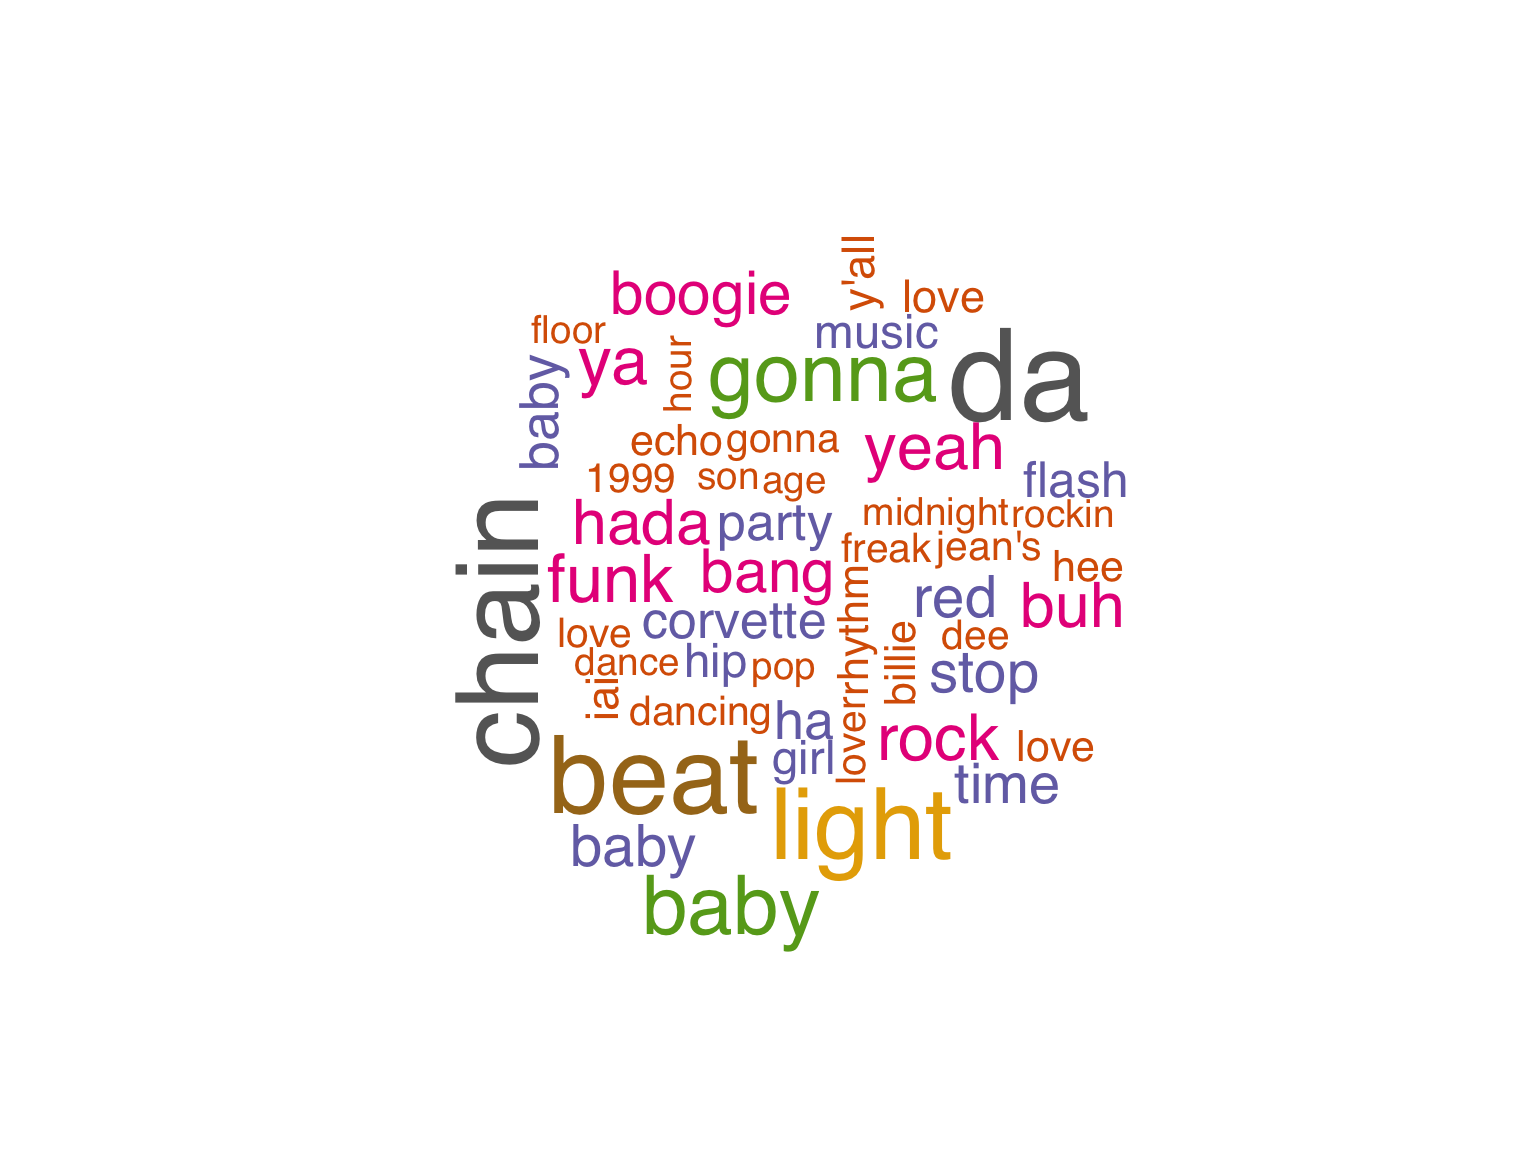 y'all
boogie
love
floor
music
ya
hour
gonna
da
baby
echo
gonna
yeah
1999
son
age
flash
chain
hada
party
midnight
rockin
freak
jean's
hee
funk
bang
rhythm
red
buh
corvette
love
billie
dee
dance
hip
pop
stop
iai
dancing
ha
lover
rock
love
girl
beat
light
time
baby
baby